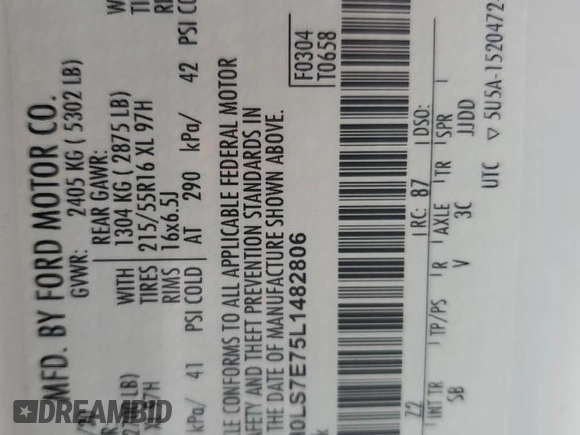 MFD. BY FORD MOTOR CO.
GVWR: 2405 KG ( 5302 LB)
REAR GAWR:
WITH 1304 KG ( 2875 LB)
TIRES 215/55R16 XL 97H
RIMS 16x6.5J
kPa/ 41 PSI COLD AT 290 kPa/ 42 PSI CO
LE CONFORMS TO ALL APPLICABLE FEDERAL MOTOR
AFETY AND THEFT PREVENTION STANDARDS IN
THE DATE OF MANUFACTURE SHOWN ABOVE.
0LS7E75L1482806
F0304
T0658
Z2 RC: 87 DSO:
INT TR TP/PS R AXLE TR SPR
5B V 3C JJDD
UTC ▽ 5U5A-1520472-
DREAMBID